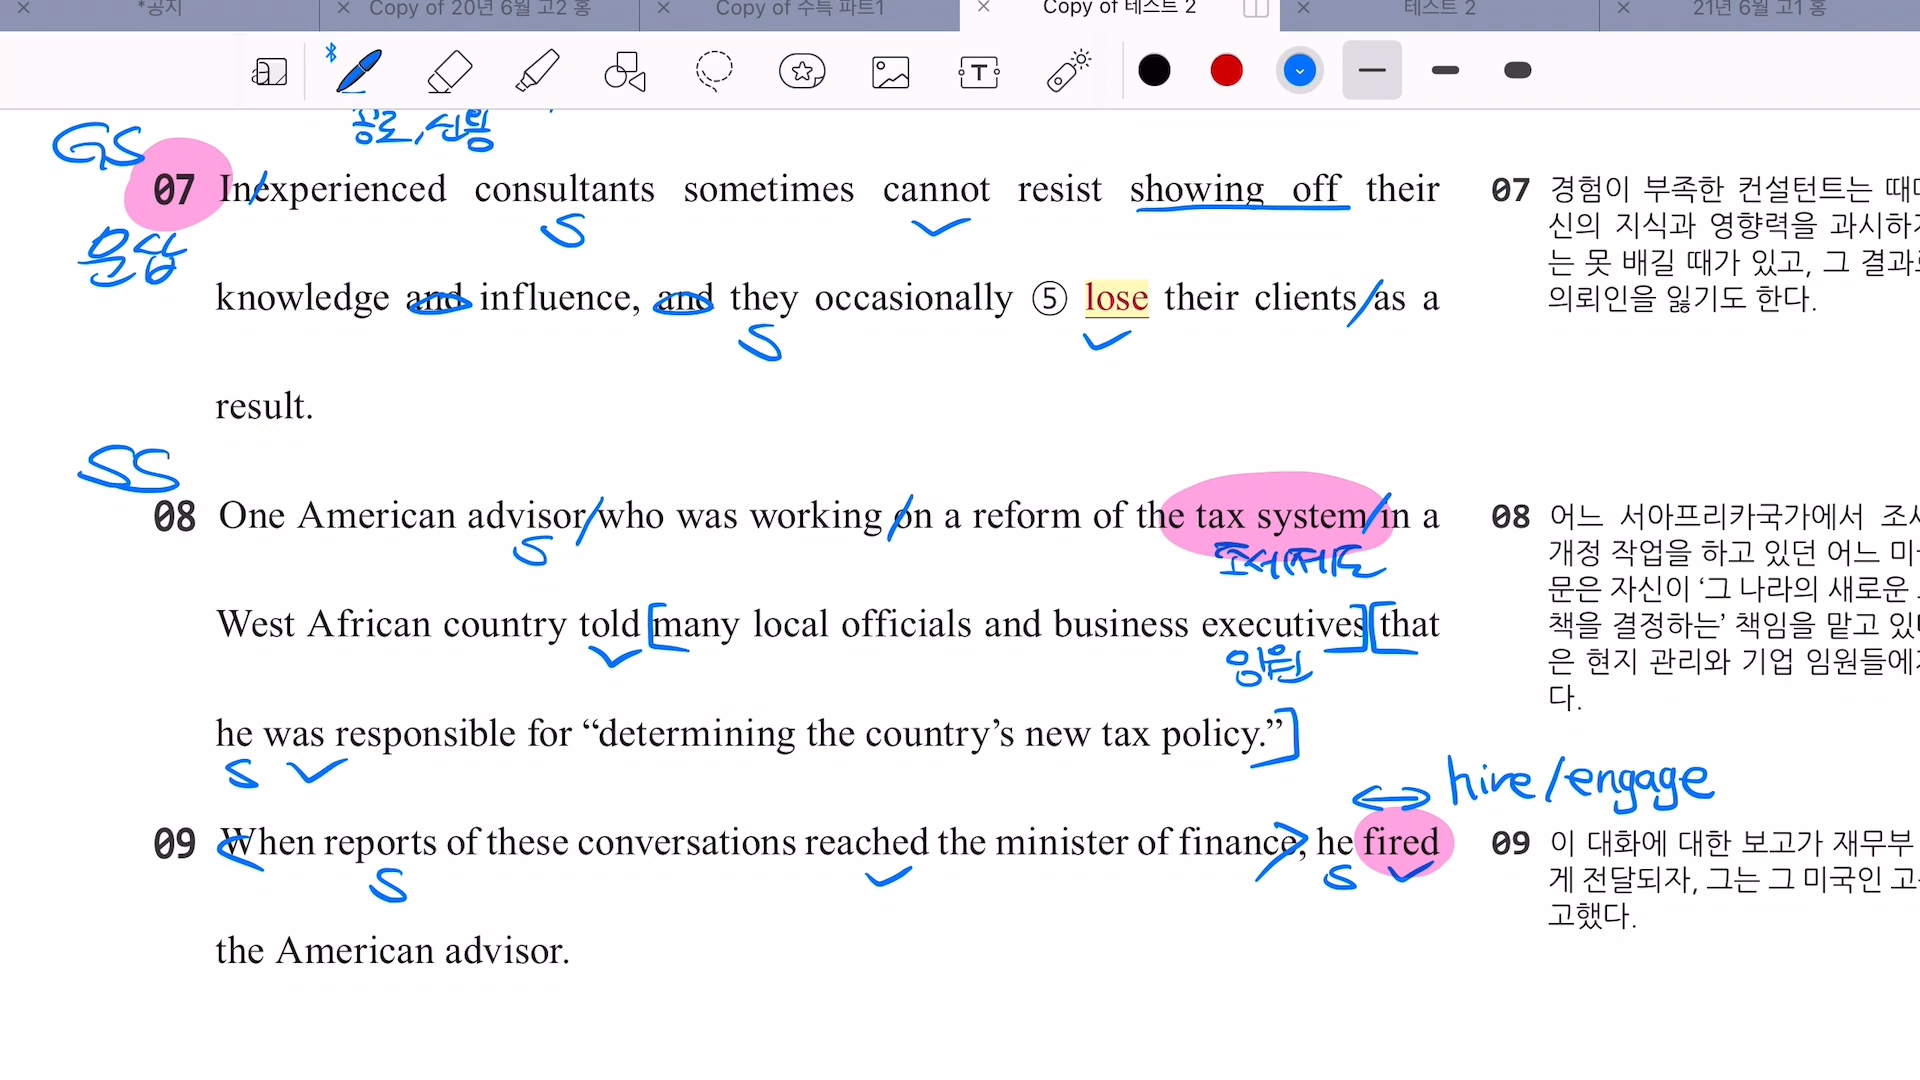 *공지
Copy of 20년 6월 고2 홍
Copy of 수특 파트1
Copy of 테스트 2
테스트 2
21년 6월 고1 홍
공로, 신용
GS
07 Inexperienced consultants sometimes cannot resist showing off their
S
문삽
knowledge and influence, and they occasionally ⑤ lose their clients as a
S
result.
07 경험이 부족한 컨설턴트는 때
신의 지식과 영향력을 과시하
는 못 배길 때가 있고, 그 결과
의뢰인을 잃기도 한다.
SS
08 One American advisor who was working on a reform of the tax system in a
S
조세제도
West African country told many local officials and business executives that
임원
he was responsible for “determining the country’s new tax policy.”
S
08 어느 서아프리카국가에서 조
개정 작업을 하고 있던 어느 미
문은 자신이 ‘그 나라의 새로운
책을 결정하는’ 책임을 맡고 있
은 현지 관리와 기업 임원들에
다.
hire/engage
09 When reports of these conversations reached the minister of finance, he fired
S
S
the American advisor.
09 이 대화에 대한 보고가 재무부
게 전달되자, 그는 그 미국인 고
고했다.